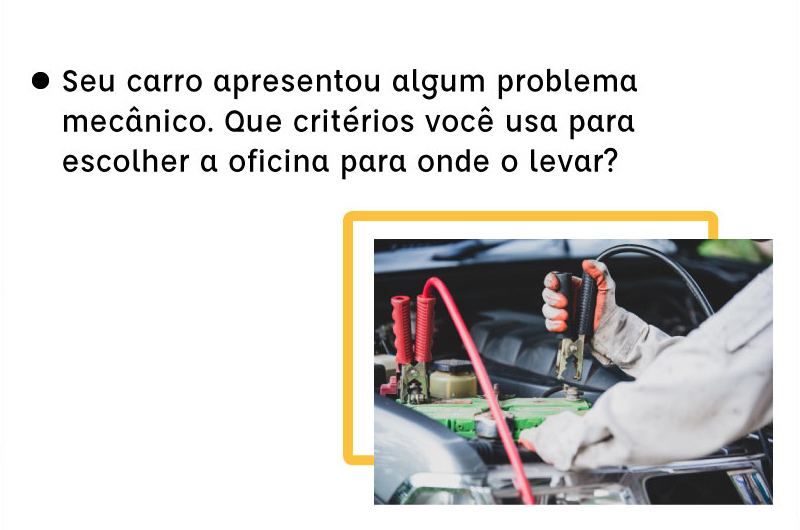 ● Seu carro apresentou algum problema
mecânico. Que critérios você usa para
escolher a oficina para onde o levar?